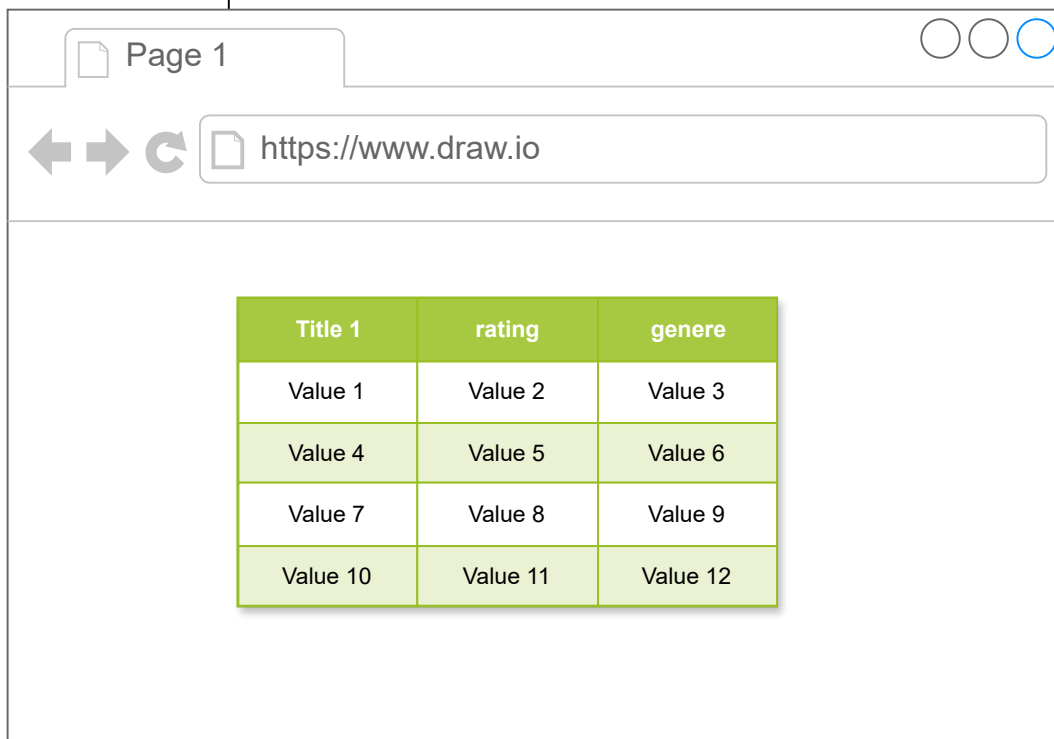 Page 1
https://www.draw.io
Title 1 rating genere
Value 1 Value 2 Value 3
Value 4 Value 5 Value 6
Value 7 Value 8 Value 9
Value 10 Value 11 Value 12